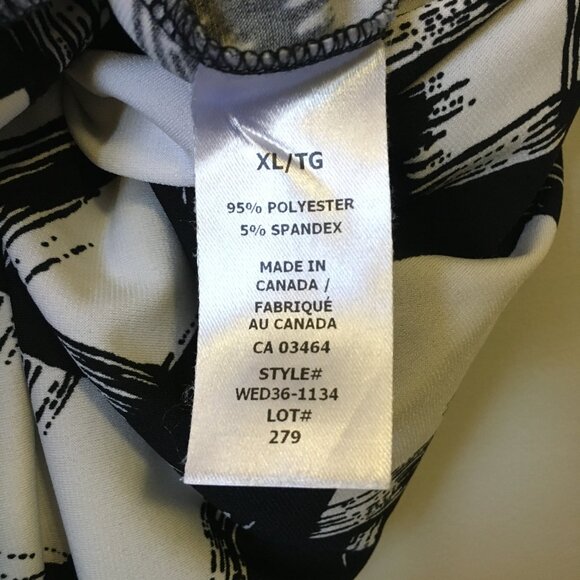 XL/TG
95% POLYESTER
5% SPANDEX
MADE IN
CANADA /
FABRIQUÉ
AU CANADA
CA 03464
STYLE#
WED36-1134
LOT#
279